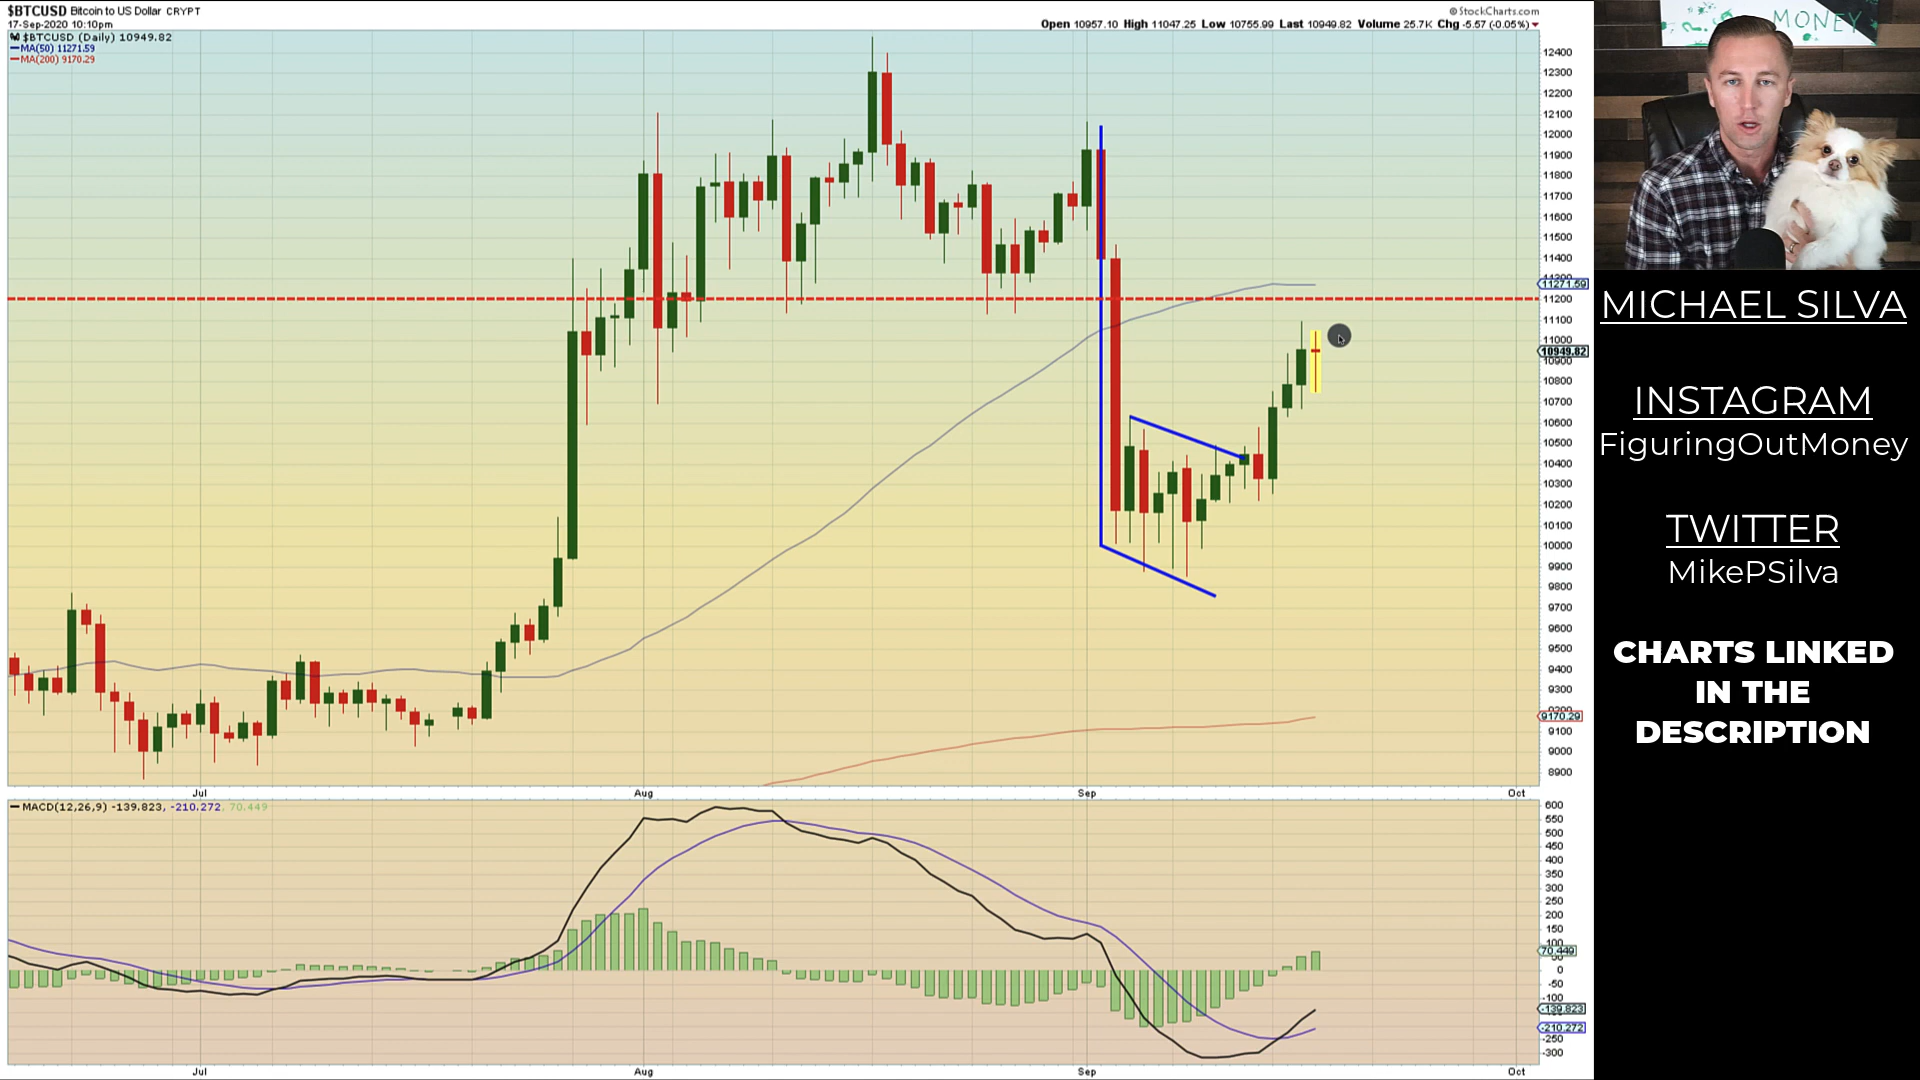 $BTCUSD Bitcoin to US Dollar CRYPT
© StockCharts.com
17-Sep-2020 10:10pm
Open 10957.10 High 11047.25 Low 10755.99 Last 10949.82 Volume 25.7K Chg -5.57 (-0.05%)
$BTCUSD (Daily) 10949.82
MA(50) 11271.59
MA(200) 9170.29
12400
12300
12200
12100
12000
11900
11800
11700
11600
11500
11400
11300
11271.59
11200
11100
11000
10949.82
10900
10800
10700
10600
10500
10400
10300
10200
10100
10000
9900
9800
9700
9600
9500
9400
9300
9200
9170.29
9100
9000
8900
Jul
Aug
Sep
Oct
MACD(12,26,9) -139.823, -210.272, 70.449
600
550
500
450
400
350
300
250
200
150
100
70.449
50
0
-50
-100
-139.823
-210.272
-250
-300
Jul
Aug
Sep
Oct
MONEY
MICHAEL SILVA
INSTAGRAM
FiguringOutMoney
TWITTER
MikePSilva
CHARTS LINKED
IN THE
DESCRIPTION